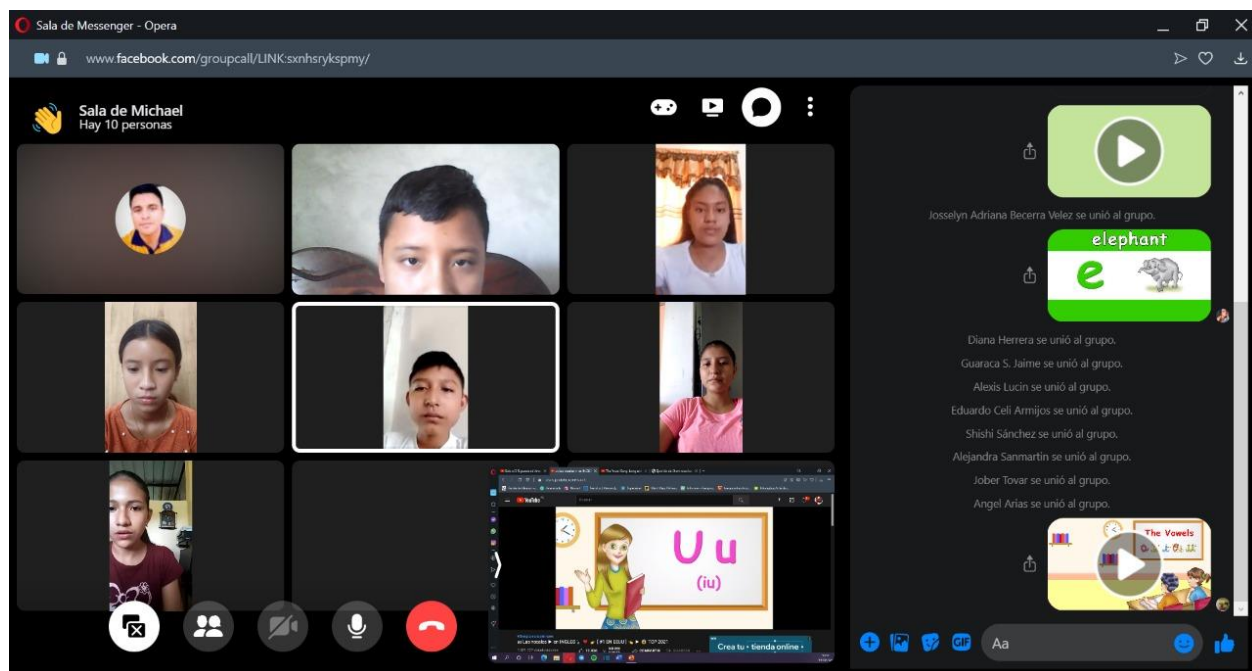 Sala de Messenger - Opera
www.facebook.com/groupcall/LINK:sxnhsrykspmy/
Sala de Michael
Hay 10 personas
Josselyn Adriana Becerra Velez se unió al grupo.
elephant
e
Diana Herrera se unió al grupo.
Guaraca S. Jaime se unió al grupo.
Alexis Lucin se unió al grupo.
Eduardo Celi Armijos se unió al grupo.
Shishi Sánchez se unió al grupo.
Alejandra Sanmartin se unió al grupo.
Jober Tovar se unió al grupo.
Angel Arias se unió al grupo.
The Vowels
YouTube
U u
(iu)
Crea tu tienda online
GIF
Aa